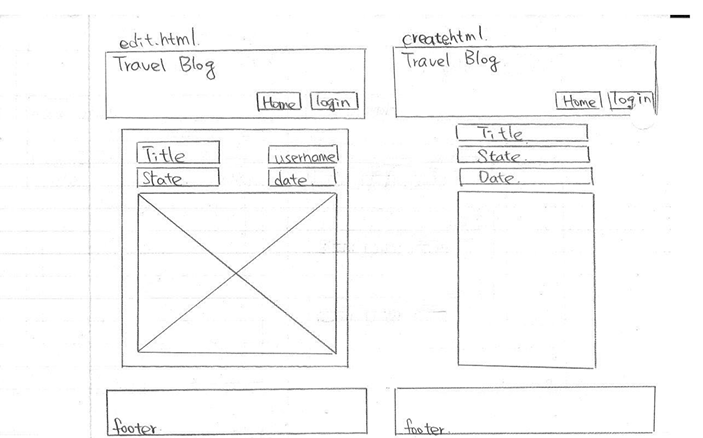 edit.html.
Travel Blog
Home login
Title username
State date.
footer.
create.html.
Travel Blog
Home login
Title
State.
Date.
footer.